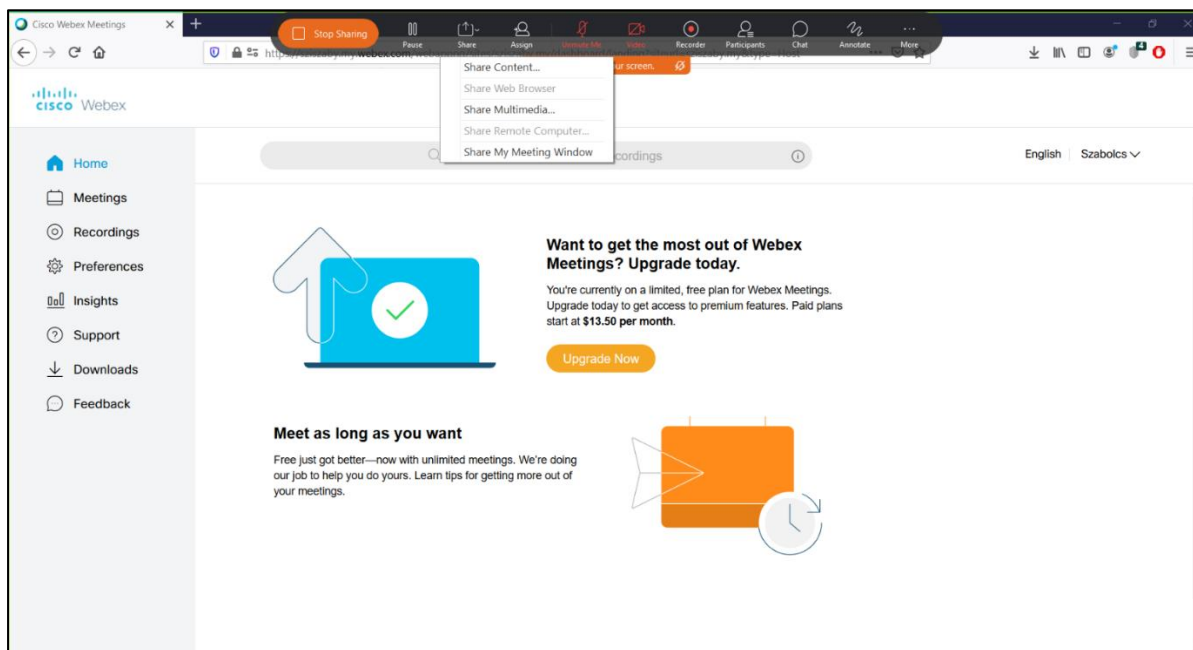 Cisco Webex Meetings
Stop Sharing
Pause
Share
Assign
Unmute Me
Video
Recorder
Participants
Chat
Annotate
More
ur screen.
Share Content...
Share Web Browser
Share Multimedia...
Share Remote Computer...
Share My Meeting Window
4
cisco Webex
cordings
English
Szabolcs
Home
Meetings
Recordings
Preferences
Insights
Support
Downloads
Feedback
Want to get the most out of Webex
Meetings? Upgrade today.
You're currently on a limited, free plan for Webex Meetings.
Upgrade today to get access to premium features. Paid plans
start at $13.50 per month.
Upgrade Now
Meet as long as you want
Free just got better—now with unlimited meetings. We're doing
our job to help you do yours. Learn tips for getting more out of
your meetings.